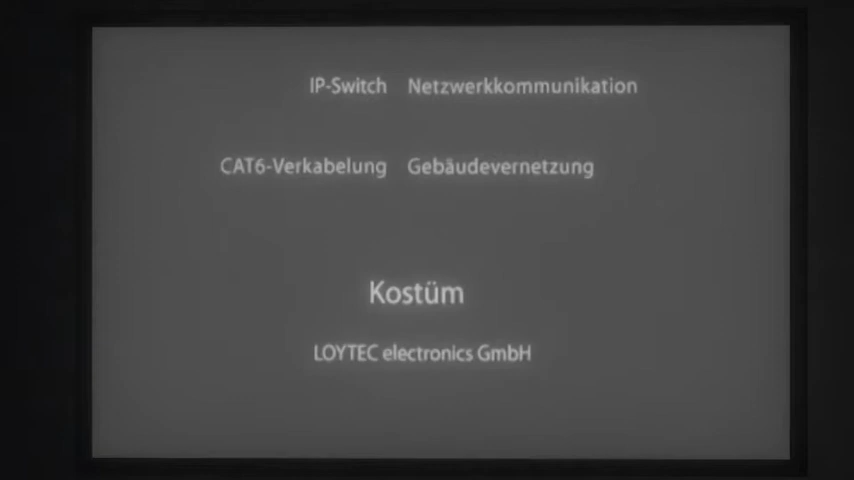 IP-Switch Netzwerkkommunikation
CAT6-Verkabelung Gebäudevernetzung
Kostüm
LOYTEC electronics GmbH